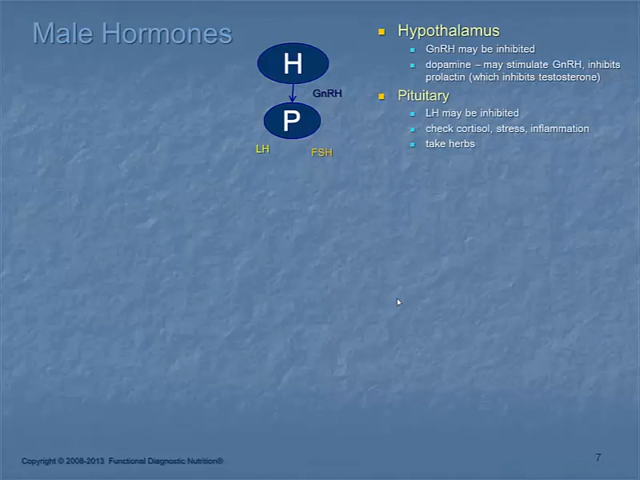 Male Hormones
H
GnRH
P
LH
FSH
Hypothalamus
GnRH may be inhibited
dopamine – may stimulate GnRH, inhibits
prolactin (which inhibits testosterone)
Pituitary
LH may be inhibited
check cortisol, stress, inflammation
take herbs
Copyright © 2008-2013 Functional Diagnostic Nutrition®
7